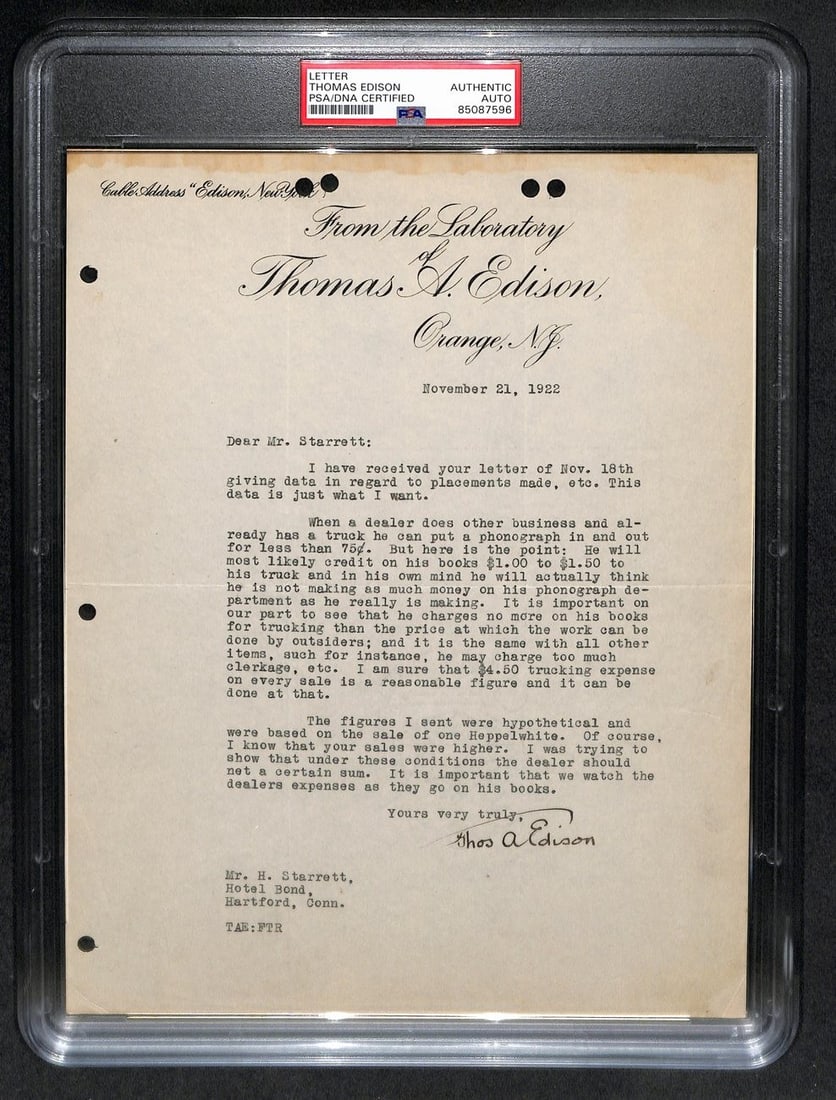 LETTER
THOMAS EDISON
PSA/DNA CERTIFIED
AUTHENTIC
AUTO
85087596
PSA
Cable Address "Edison, New York"
From the Laboratory
of
Thomas A. Edison,
Orange, N.J.
November 21, 1922
Dear Mr. Starrett:
I have received your letter of Nov. 18th
giving data in regard to placements made, etc. This
data is just what I want.
When a dealer does other business and al-
ready has a truck he can put a phonograph in and out
for less than 75¢. But here is the point: He will
most likely credit on his books $1.00 to $1.50 to
his truck and in his own mind he will actually think
he is not making as much money on his phonograph de-
partment as he really is making. It is important on
our part to see that he charges no more on his books
for trucking than the price at which the work can be
done by outsiders; and it is the same with all other
items, such for instance, he may charge too much
clerkage, etc. I am sure that $4.50 trucking expense
on every sale is a reasonable figure and it can be
done at that.
The figures I sent were hypothetical and
were based on the sale of one Heppelwhite. Of course,
I know that your sales were higher. I was trying to
show that under these conditions the dealer should
net a certain sum. It is important that we watch the
dealers expenses as they go on his books.
Yours very truly,
Thos A Edison
Mr. H. Starrett,
Hotel Bond,
Hartford, Conn.
TAE:FTR